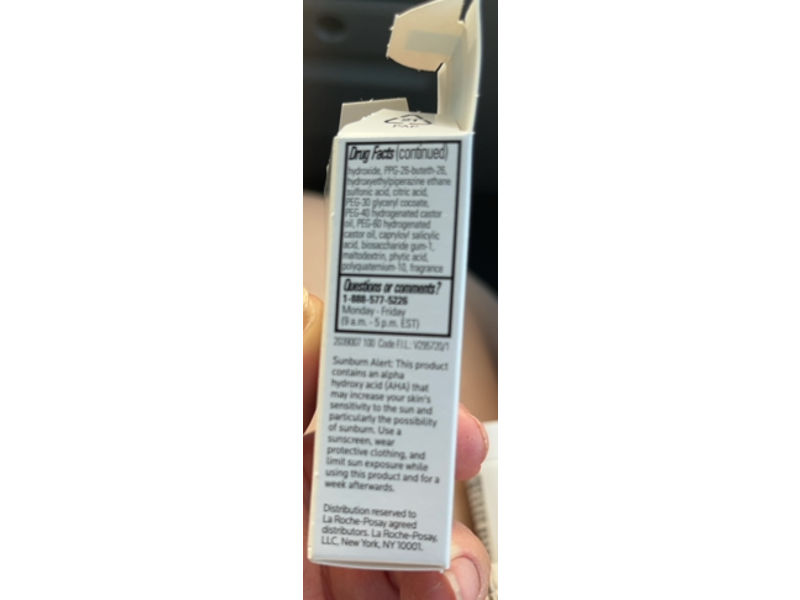 Drug Facts (continued)
hydroxide, PPG-26-buteth-26,
hydroxyethylpiperazine ethane
sulfonic acid, citric acid,
PEG-30 glyceryl cocoate,
PEG-40 hydrogenated castor
oil, PEG-60 hydrogenated
castor oil, capryloyl salicylic
acid, biosaccharide gum-1,
maltodextrin, phytic acid,
polyquaternium-10, fragrance
Questions or comments?
1-888-577-5226
Monday - Friday
(9 a.m. - 5 p.m. EST)
2039007 100 Code F.I.L.: V295720/1
Sunburn Alert: This product
contains an alpha
hydroxy acid (AHA) that
may increase your skin's
sensitivity to the sun and
particularly the possibility
of sunburn. Use a
sunscreen, wear
protective clothing, and
limit sun exposure while
using this product and for a
week afterwards.
Distribution reserved to
La Roche-Posay agreed
distributors. La Roche-Posay,
LLC, New York, NY 10001.